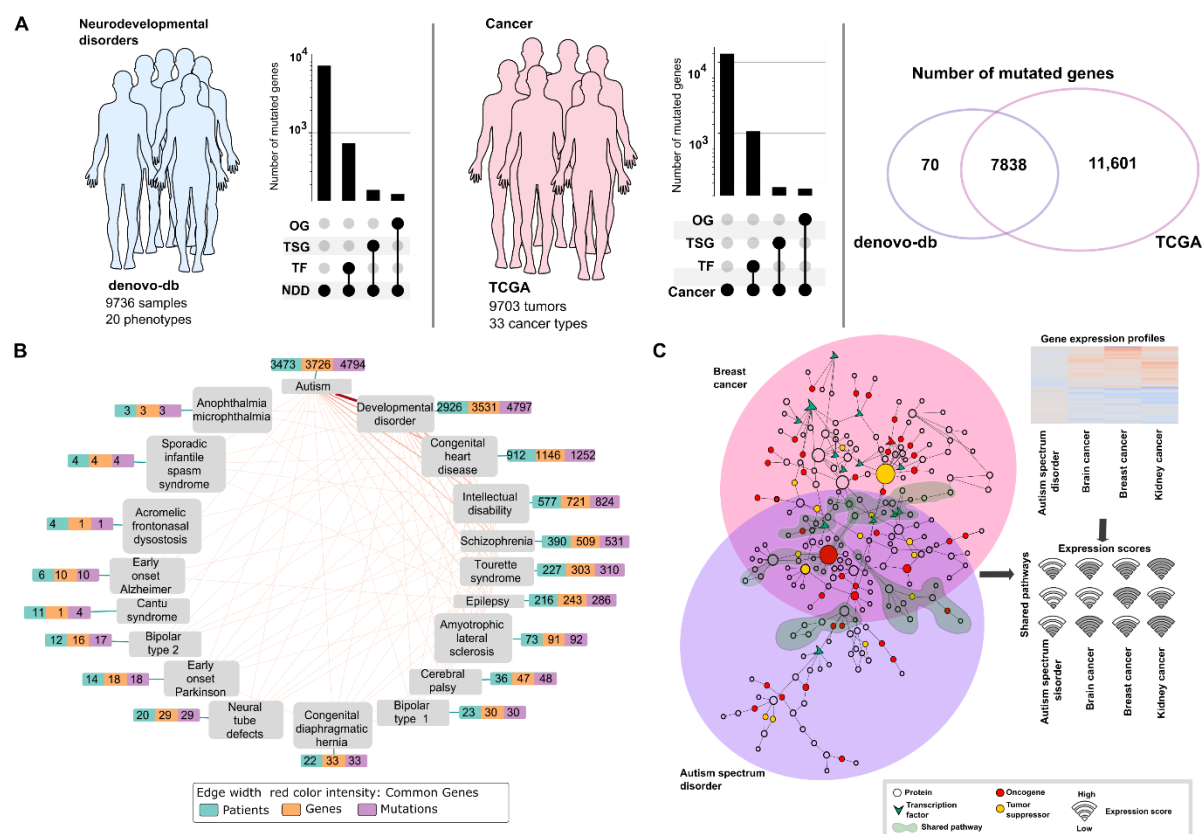 A
Neurodevelopmental
disorders
denovo-db
9736 samples
20 phenotypes
Number of mutated genes
10^4
10^3
OG
TSG
TF
NDD
Cancer
TCGA
9703 tumors
33 cancer types
Number of mutated genes
10^4
10^3
OG
TSG
TF
Cancer
Number of mutated genes
70
7838
11,601
denovo-db
TCGA
B
3473 3726 4794
Autism
Developmental
disorder
2926 3531 4797
Congenital
heart
disease
912 1146 1252
Intellectual
disability
577 721 824
Schizophrenia
390 509 531
Tourette
syndrome
227 303 310
Epilepsy
216 243 286
Amyotrophic
lateral
sclerosis
73 91 92
Cerebral
palsy
36 47 48
Bipolar
type 1
23 30 30
Congenital
diaphragmatic
hernia
22 33 33
Neural
tube
defects
20 29 29
Early
onset
Parkinson
14 18 18
Bipolar
type 2
12 16 17
Cantu
syndrome
11 1 4
Early
onset
Alzheimer
6 10 10
Acromelic
frontonasal
dysostosis
4 1 1
Sporadic
infantile
spasm
syndrome
4 4 4
Anophthalmia
microphthalmia
3 3 3
Edge width red color intensity: Common Genes
Patients Genes Mutations
C
Breast
cancer
Autism spectrum
disorder
Gene expression profiles
Autism spectrum
disorder
Brain cancer
Breast cancer
Kidney cancer
Expression scores
Shared pathways
Autism spectrum
sisorder
Brain cancer
Breast cancer
Kidney cancer
Protein
Transcription
factor
Shared pathway
Oncogene
Tumor
suppressor
High
Expression score
Low